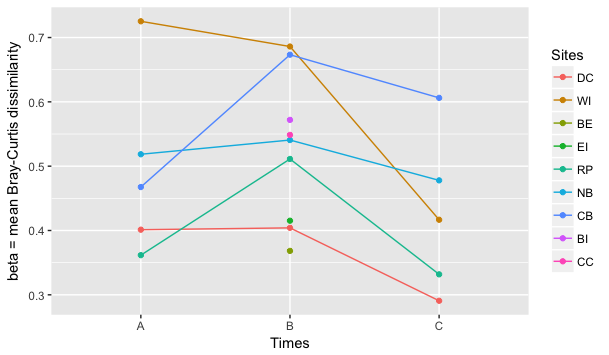 beta = mean Bray-Curtis dissimilarity
0.7
0.6
0.5
0.4
0.3
A
B
C
Times
Sites
DC
WI
BE
EI
RP
NB
CB
BI
CC